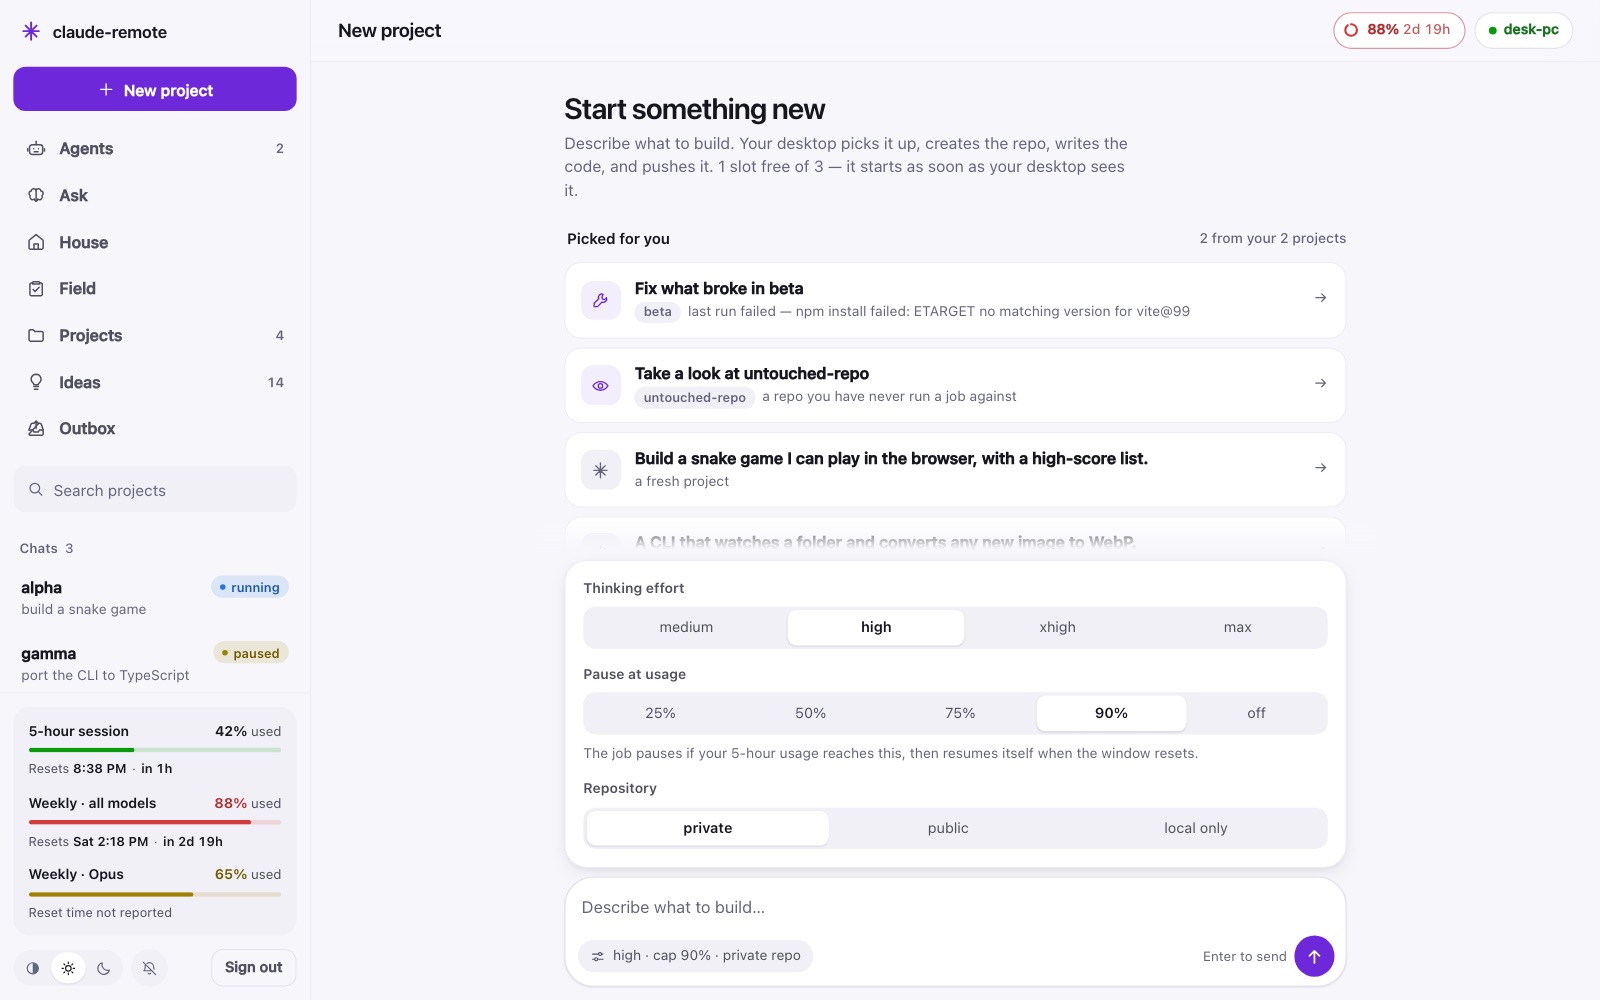 claude-remote
New project
Agents 2
Ask
House
Field
Projects 4
Ideas 14
Outbox
Search projects
Chats 3
alpha running
build a snake game
gamma paused
port the CLI to TypeScript
5-hour session 42% used
Resets 8:38 PM · in 1h
Weekly · all models 88% used
Resets Sat 2:18 PM · in 2d 19h
Weekly · Opus 65% used
Reset time not reported
Sign out
New project
88% 2d 19h
desk-pc
Start something new
Describe what to build. Your desktop picks it up, creates the repo, writes the
code, and pushes it. 1 slot free of 3 — it starts as soon as your desktop sees
it.
Picked for you 2 from your 2 projects
Fix what broke in beta
beta last run failed — npm install failed: ETARGET no matching version for vite@99
Take a look at untouched-repo
untouched-repo a repo you have never run a job against
Build a snake game I can play in the browser, with a high-score list.
a fresh project
A CLI that watches a folder and converts any new image to WebP.
Thinking effort
medium high xhigh max
Pause at usage
25% 50% 75% 90% off
The job pauses if your 5-hour usage reaches this, then resumes itself when the window resets.
Repository
private public local only
Describe what to build...
high · cap 90% · private repo
Enter to send